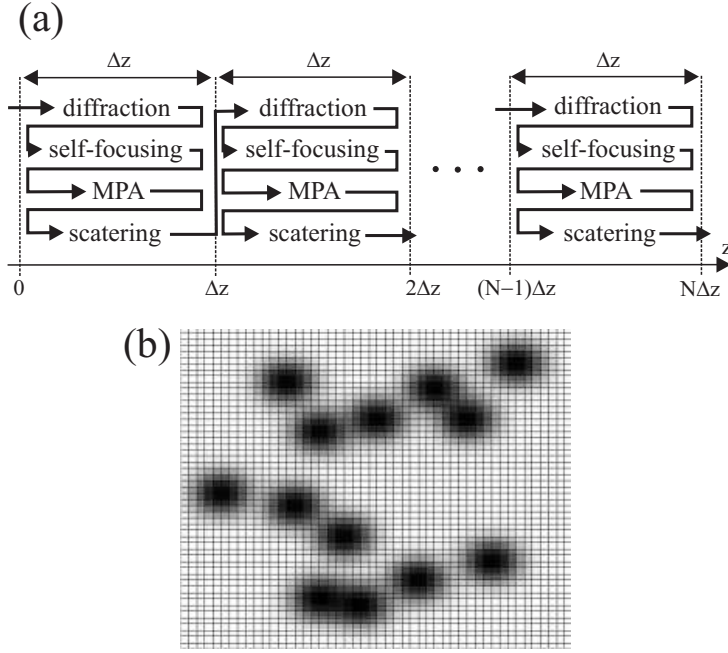 (a)
Δz Δz Δz
diffraction diffraction diffraction
self-focusing self-focusing self-focusing
MPA MPA · · · MPA
scatering scatering scatering
z
0 Δz 2Δz (N−1)Δz NΔz
(b)